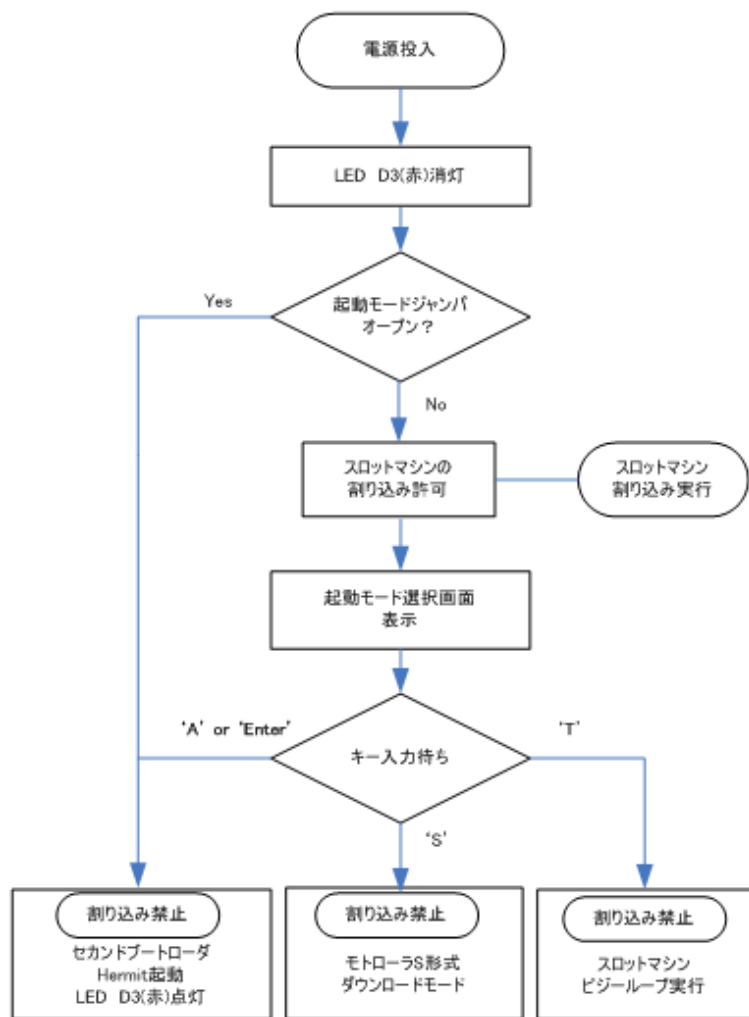 電源投入
LED D3(赤)消灯
起動モードジャンパ
オープン？
Yes
No
スロットマシンの
割り込み許可
スロットマシン
割り込み実行
起動モード選択画面
表示
キー入力待ち
‘A’ or ‘Enter’
‘T’
‘S’
割り込み禁止
セカンドブートローダ
Hermit起動
LED D3(赤)点灯
割り込み禁止
モトローラS形式
ダウンロードモード
割り込み禁止
スロットマシン
ビジーループ実行